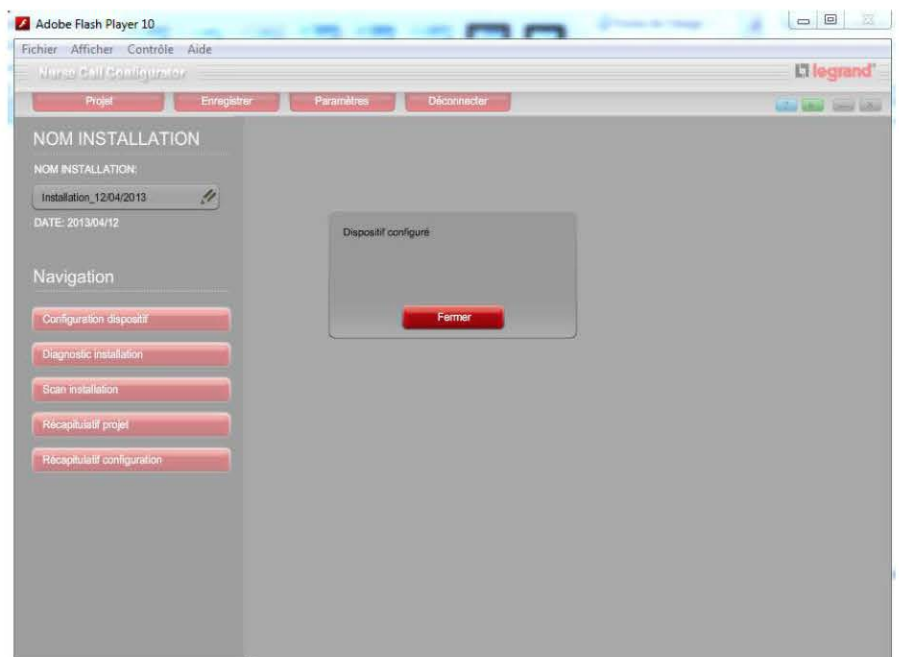 Adobe Flash Player 10
Fichier Afficher Contrôle Aide
Nurse Call Configurator
legrand
Projet Enregistrer Paramètres Déconnecter
NOM INSTALLATION
NOM INSTALLATION:
Installation_12/04/2013
DATE: 2013/04/12
Dispositif configuré
Fermer
Navigation
Configuration dispositif
Diagnostic installation
Scan installation
Récapitulatif projet
Récapitulatif configuration